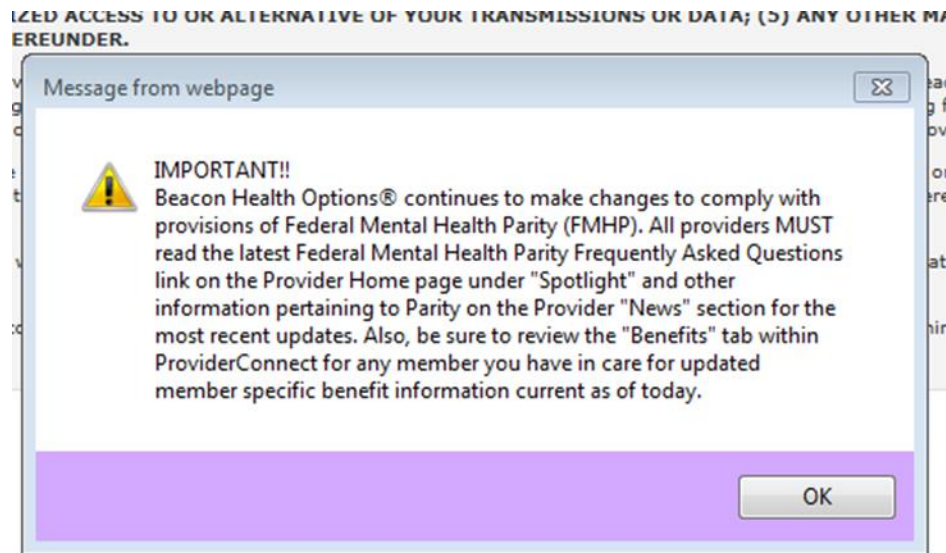 ACCESS TO OR ALTERNATIVE OF YOUR TRANSMISSIONS OR DATA; (5) ANY OTHER
EREUNDER.
Message from webpage
IMPORTANT!!
Beacon Health Options® continues to make changes to comply with
provisions of Federal Mental Health Parity (FMHP). All providers MUST
read the latest Federal Mental Health Parity Frequently Asked Questions
link on the Provider Home page under "Spotlight" and other
information pertaining to Parity on the Provider "News" section for the
most recent updates. Also, be sure to review the "Benefits" tab within
ProviderConnect for any member you have in care for updated
member specific benefit information current as of today.
OK